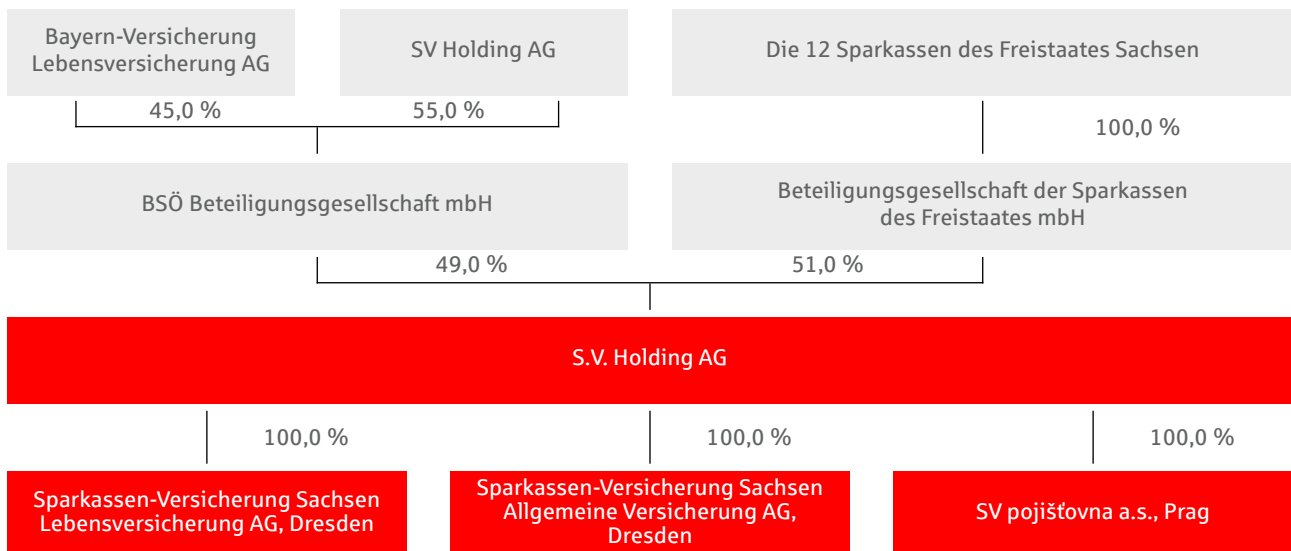 Bayern-Versicherung
Lebensversicherung AG
SV Holding AG
Die 12 Sparkassen des Freistaates Sachsen
45,0 %
55,0 %
100,0 %
BSÖ Beteiligungsgesellschaft mbH
Beteiligungsgesellschaft der Sparkassen
des Freistaates mbH
49,0 %
51,0 %
S.V. Holding AG
100,0 %
100,0 %
100,0 %
Sparkassen-Versicherung Sachsen
Lebensversicherung AG, Dresden
Sparkassen-Versicherung Sachsen
Allgemeine Versicherung AG,
Dresden
SV pojišťovna a.s., Prag